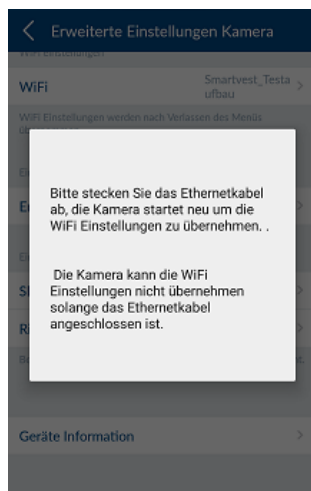 Erweiterte Einstellungen Kamera
WiFi Einstellungen
WiFi
Smartvest_Testa
ufbau
WiFi Einstellungen werden nach Verlassen des Menüs
Bitte stecken Sie das Ethernetkabel
ab, die Kamera startet neu um die
WiFi Einstellungen zu übernehmen. .
Die Kamera kann die WiFi
Einstellungen nicht übernehmen
solange das Ethernetkabel
angeschlossen ist.
Geräte Information